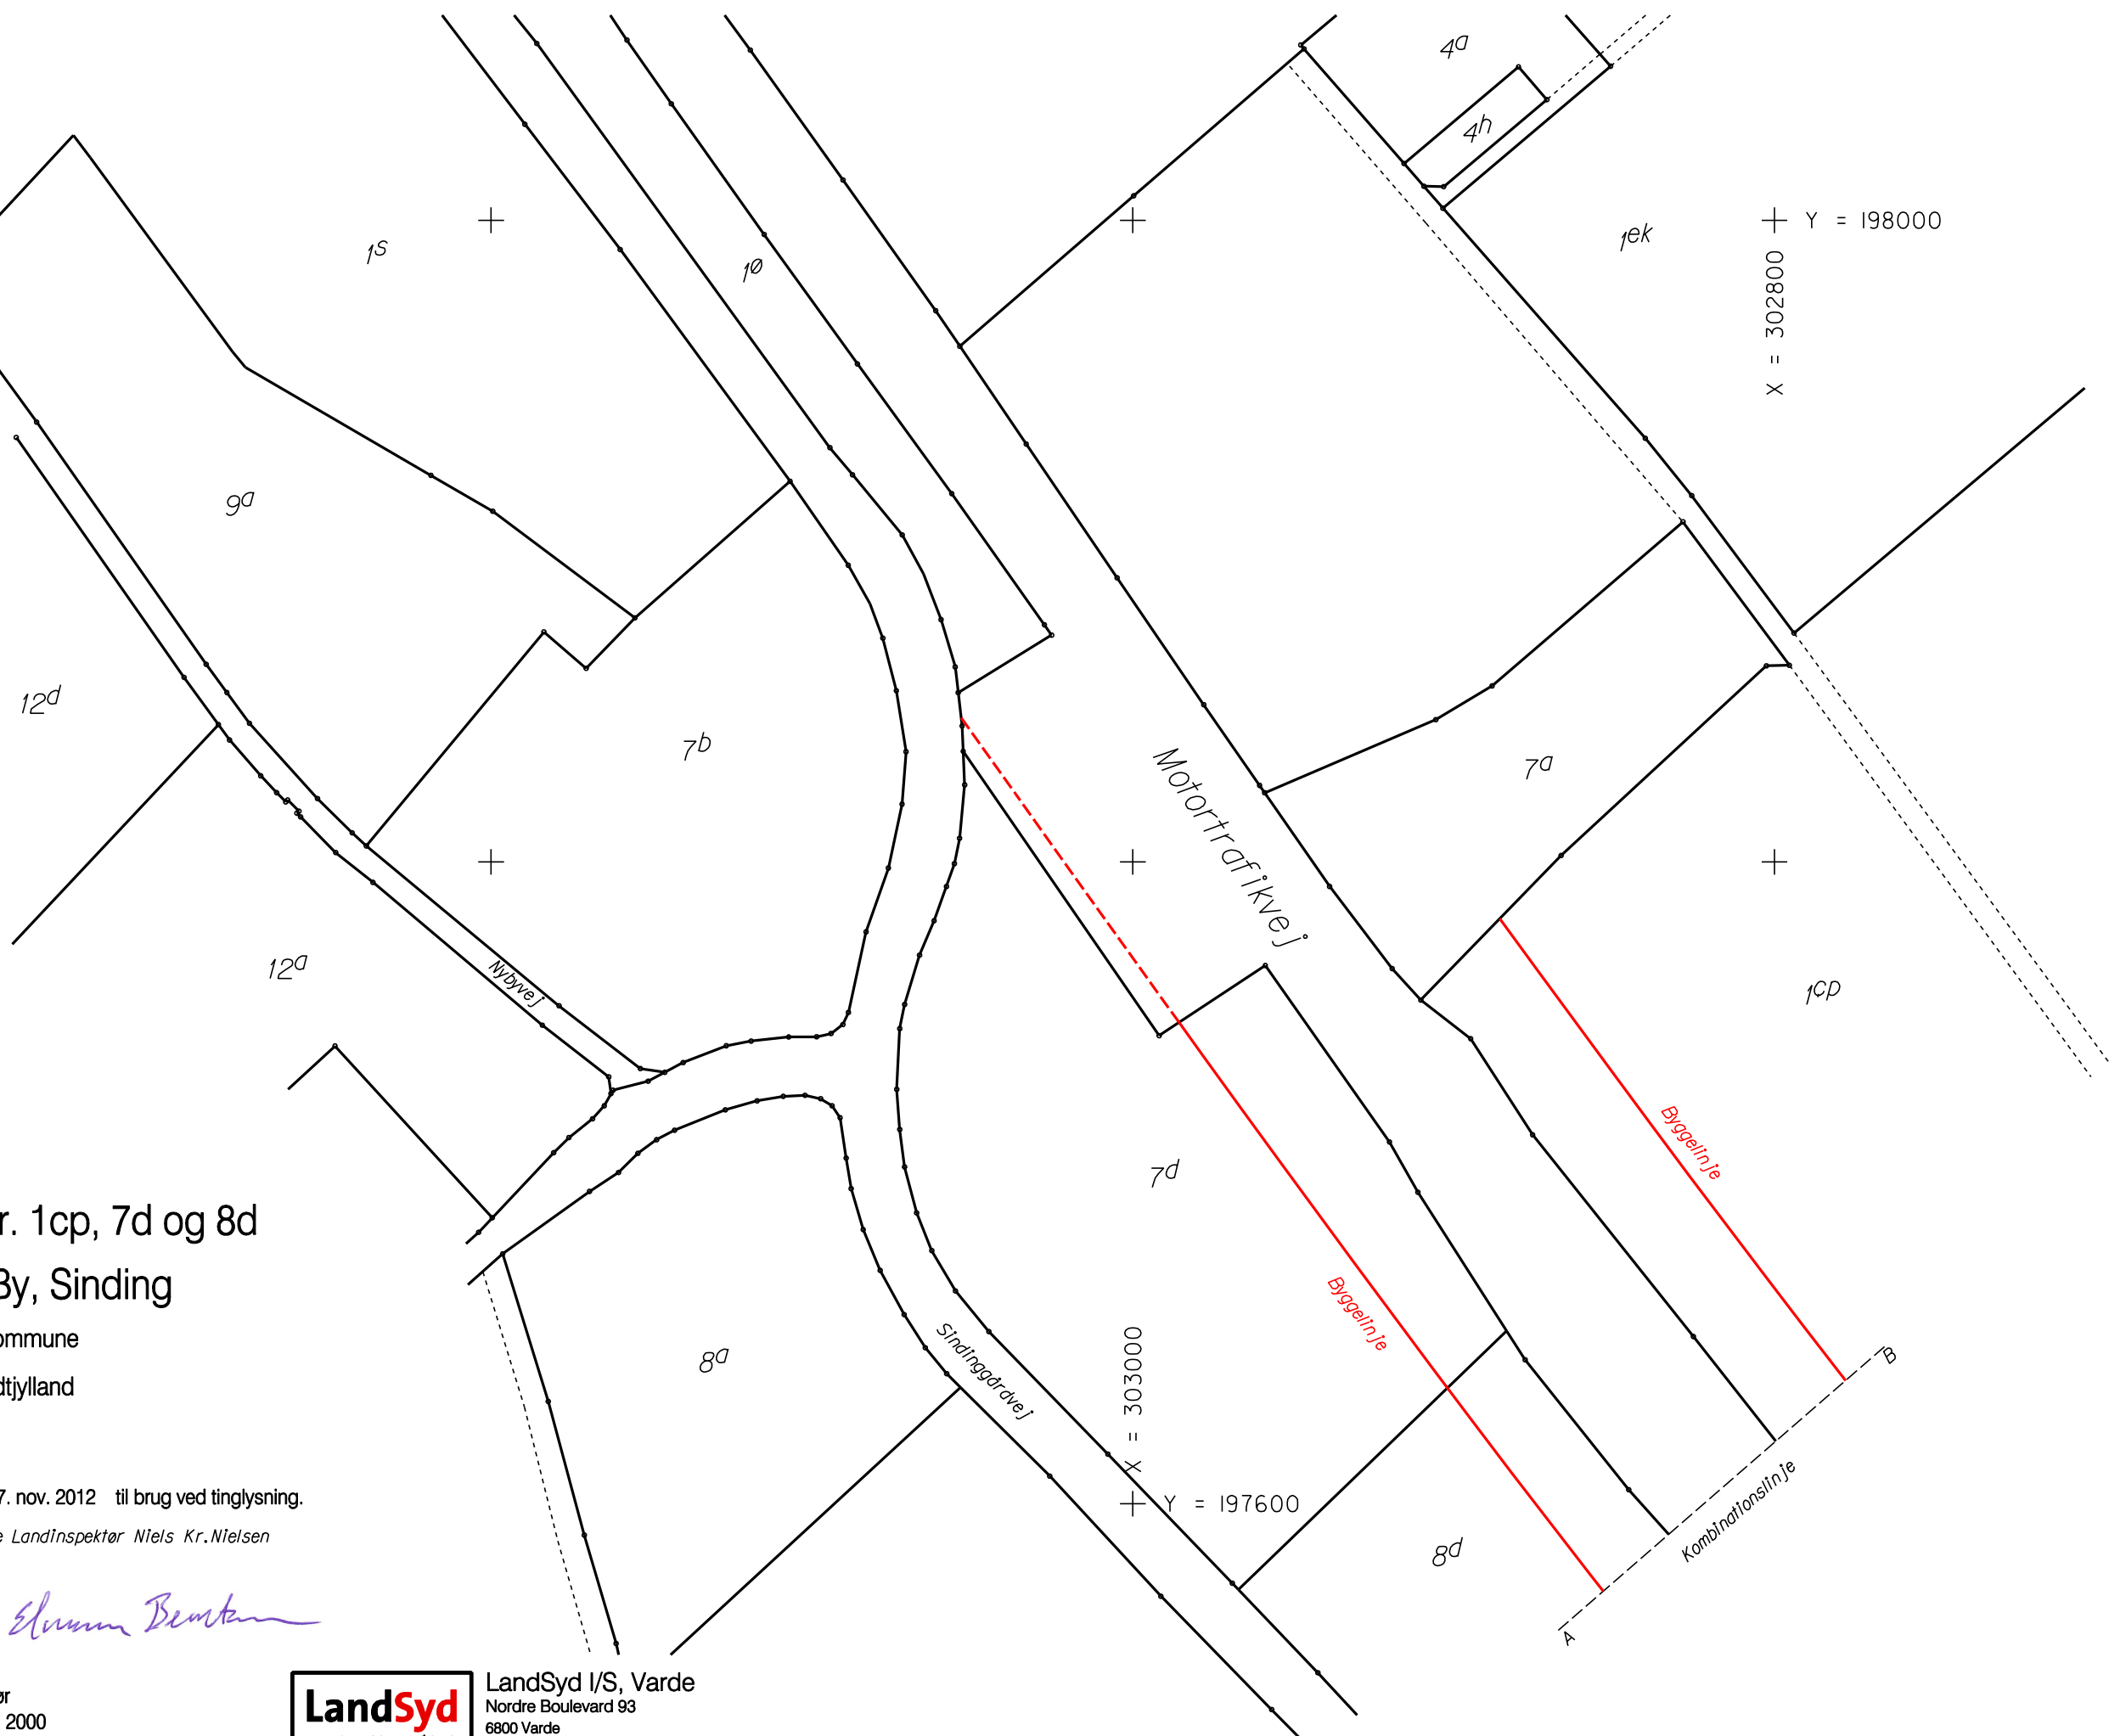 4a
4h
1s
1ø
1ek
Y = 198000
X = 302800
9a
12d
7b
Motortrafikvej
7a
12a
Nybyvej
1cp
Byggelinje
7d
r. 1cp, 7d og 8d
By, Sinding
ommune
dtjylland
Byggelinje
8a
Sindinggårdvej
X = 303000
Y = 197600
B
Kombinationslinje
A
8d
7. nov. 2012 til brug ved tinglysning.
e Landinspektør Niels Kr.Nielsen
ør
2000
LandSyd
LandSyd I/S, Varde
Nordre Boulevard 93
6800 Varde